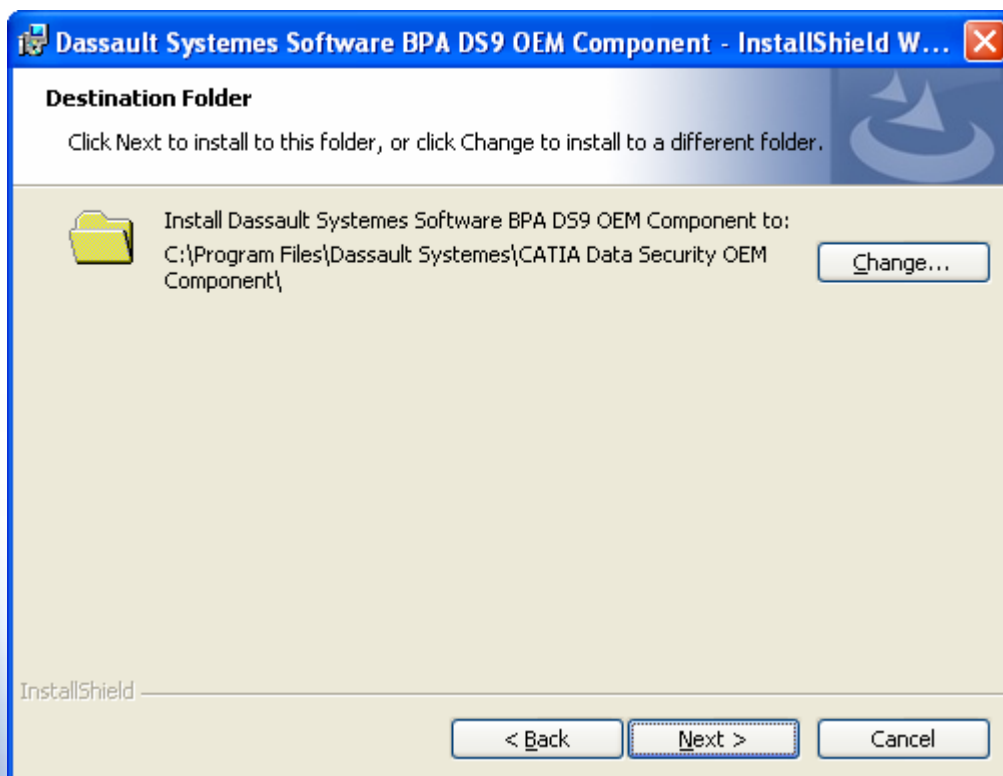 Dassault Systemes Software BPA DS9 OEM Component - InstallShield W...
Destination Folder
Click Next to install to this folder, or click Change to install to a different folder.
Install Dassault Systemes Software BPA DS9 OEM Component to:
C:\Program Files\Dassault Systemes\CATIA Data Security OEM
Component\
Change...
InstallShield
< Back
Next >
Cancel